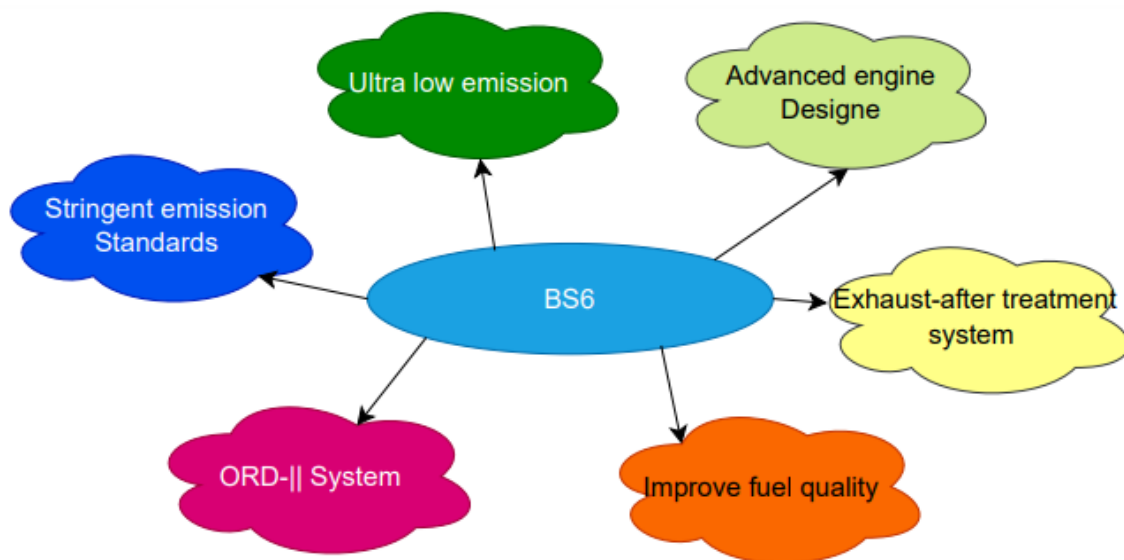 Ultra low emission
Advanced engine
Designe
Stringent emission
Standards
BS6
Exhaust-after treatment
system
ORD-|| System
Improve fuel quality